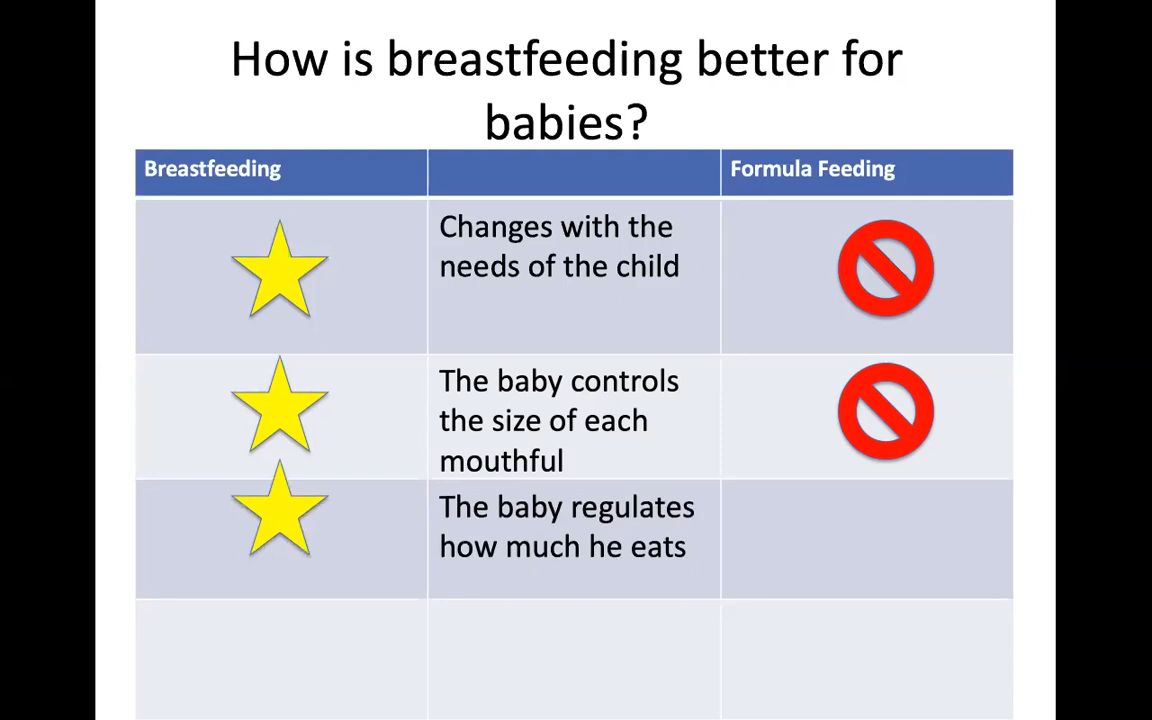 How is breastfeeding better for
babies?
Breastfeeding
Formula Feeding
Changes with the
needs of the child
The baby controls
the size of each
mouthful
The baby regulates
how much he eats